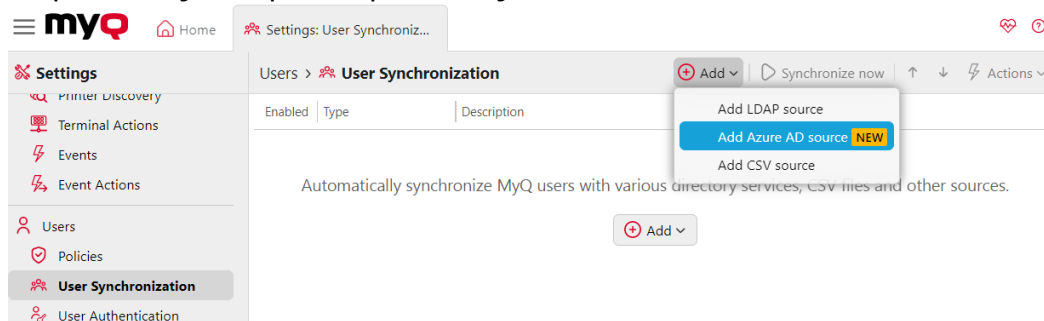 myQ
Home
Settings: User Synchroniz...
Settings
Users > User Synchronization
Add
Synchronize now
Actions
Printer Discovery
Terminal Actions
Events
Event Actions
Users
Policies
User Synchronization
User Authentication
Enabled
Type
Description
Add LDAP source
Add Azure AD source NEW
Add CSV source
Automatically synchronize MyQ users with various directory services, CSV files and other sources.
Add